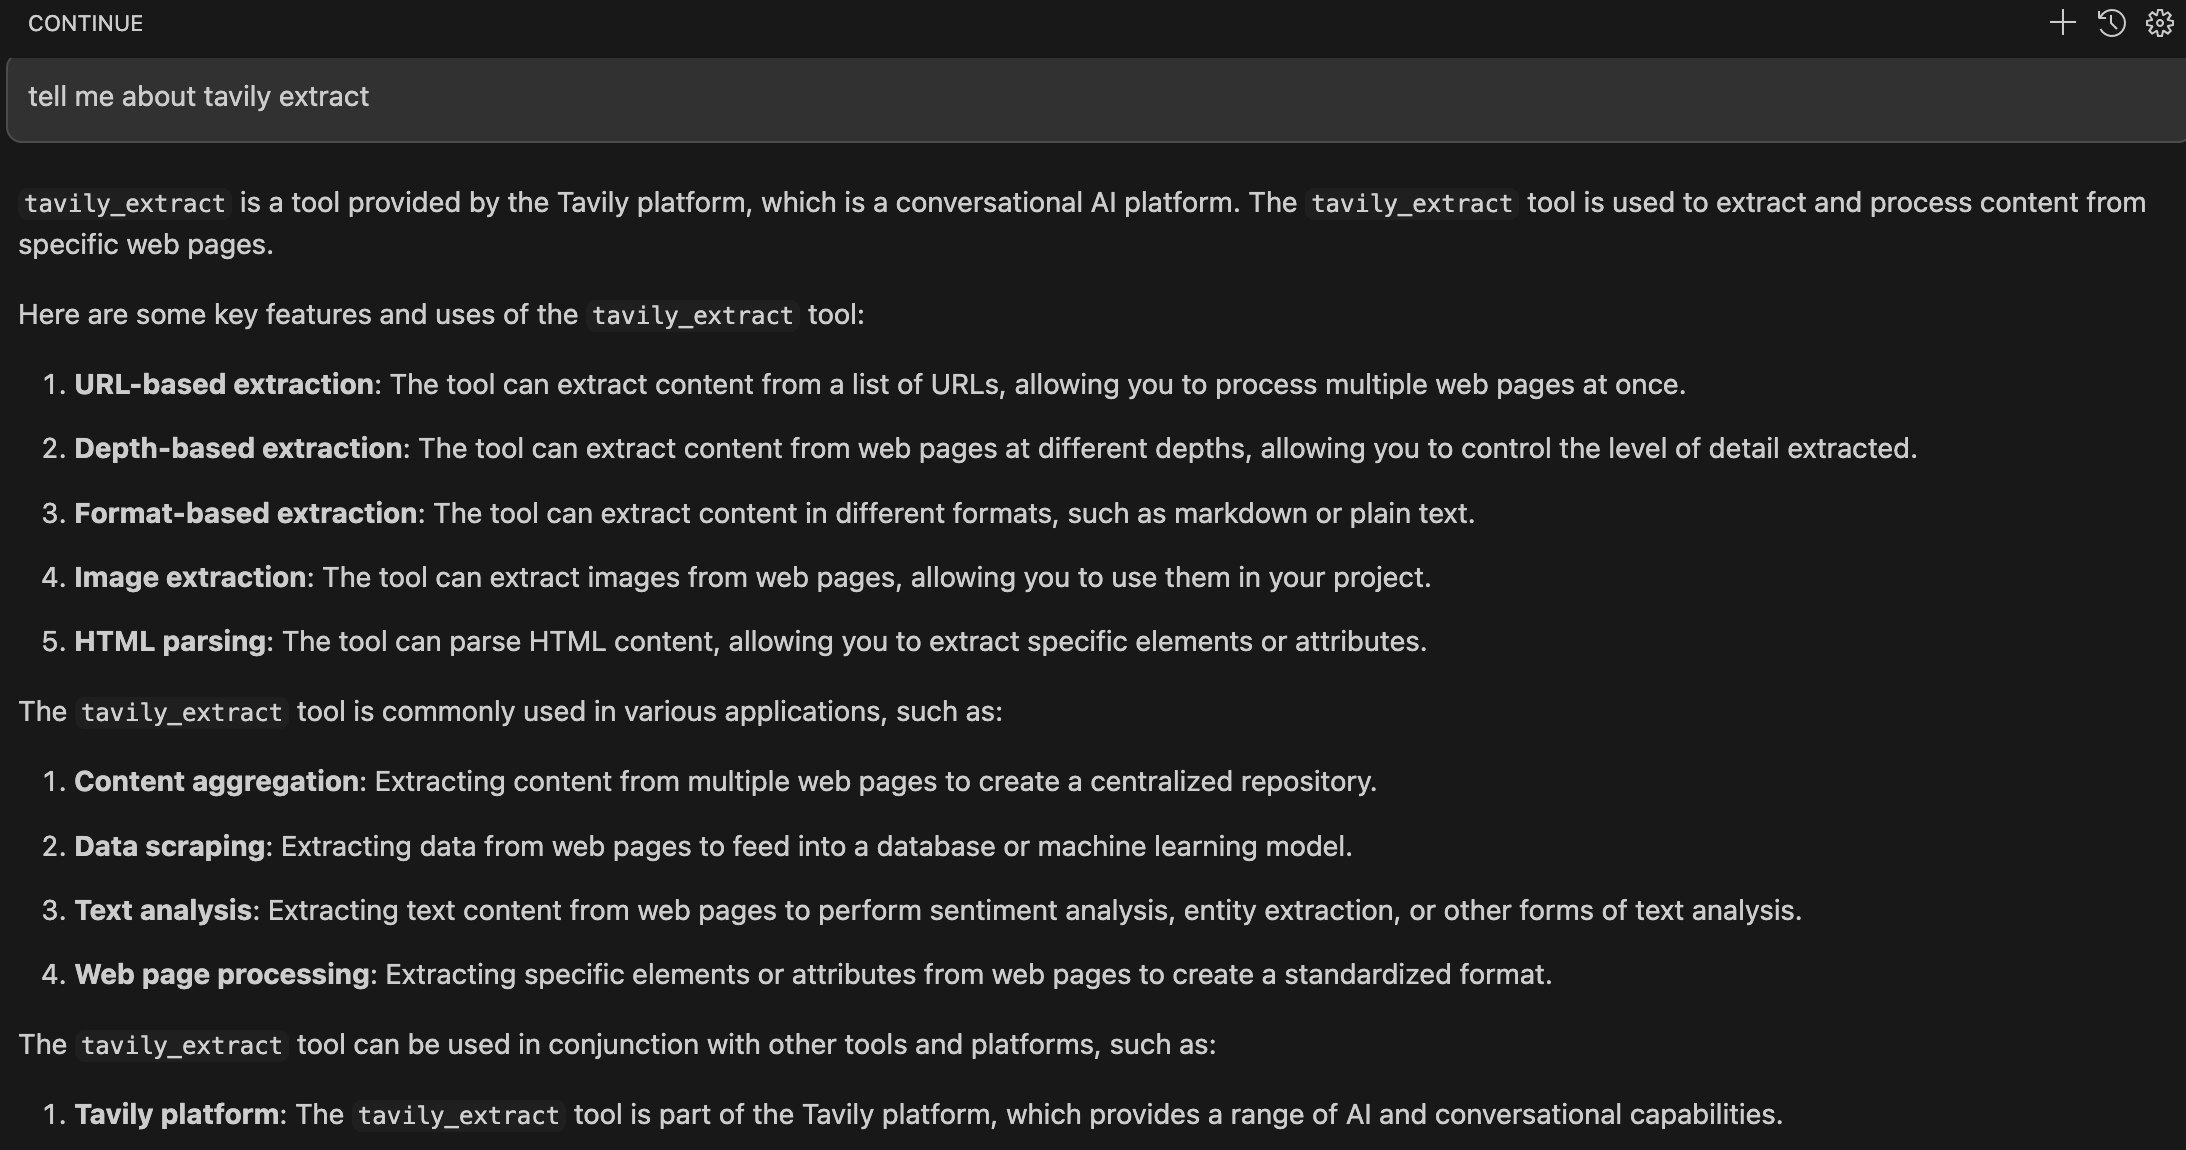 CONTINUE
tell me about tavily extract
tavily_extract is a tool provided by the Tavily platform, which is a conversational AI platform. The tavily_extract tool is used to extract and process content from
specific web pages.
Here are some key features and uses of the tavily_extract tool:
1. URL-based extraction: The tool can extract content from a list of URLs, allowing you to process multiple web pages at once.
2. Depth-based extraction: The tool can extract content from web pages at different depths, allowing you to control the level of detail extracted.
3. Format-based extraction: The tool can extract content in different formats, such as markdown or plain text.
4. Image extraction: The tool can extract images from web pages, allowing you to use them in your project.
5. HTML parsing: The tool can parse HTML content, allowing you to extract specific elements or attributes.
The tavily_extract tool is commonly used in various applications, such as:
1. Content aggregation: Extracting content from multiple web pages to create a centralized repository.
2. Data scraping: Extracting data from web pages to feed into a database or machine learning model.
3. Text analysis: Extracting text content from web pages to perform sentiment analysis, entity extraction, or other forms of text analysis.
4. Web page processing: Extracting specific elements or attributes from web pages to create a standardized format.
The tavily_extract tool can be used in conjunction with other tools and platforms, such as:
1. Tavily platform: The tavily_extract tool is part of the Tavily platform, which provides a range of AI and conversational capabilities.